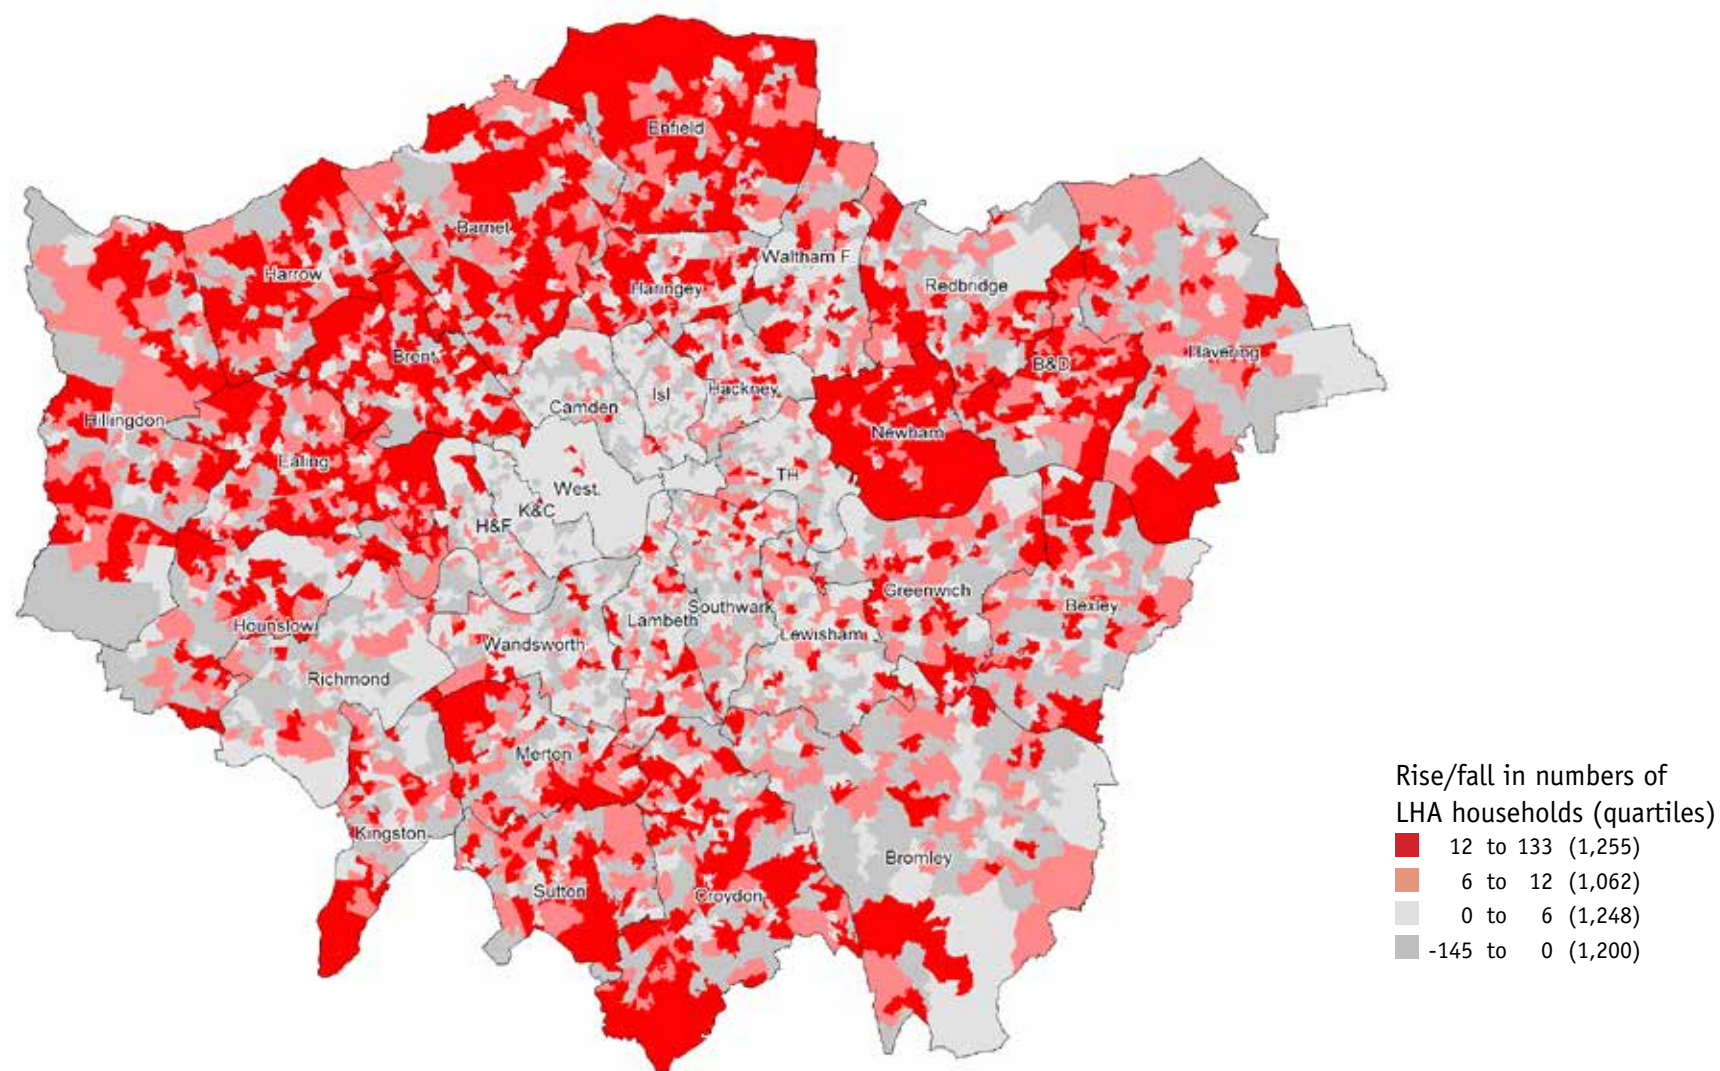 Enfield
Barnet
Harrow
Haringey
Waltham F
Redbridge
Brent
B&D
Havering
Hillingdon
Camden
Isl
Hackney
Newham
Ealing
TH
West.
K&C
H&F
Greenwich
Bexley
Hounslow
Lambeth
Southwark
Lewisham
Wandsworth
Richmond
Merton
Kingston
Bromley
Sutton
Croydon
Rise/fall in numbers of
LHA households (quartiles)
12 to 133 (1,255)
6 to 12 (1,062)
0 to 6 (1,248)
-145 to 0 (1,200)